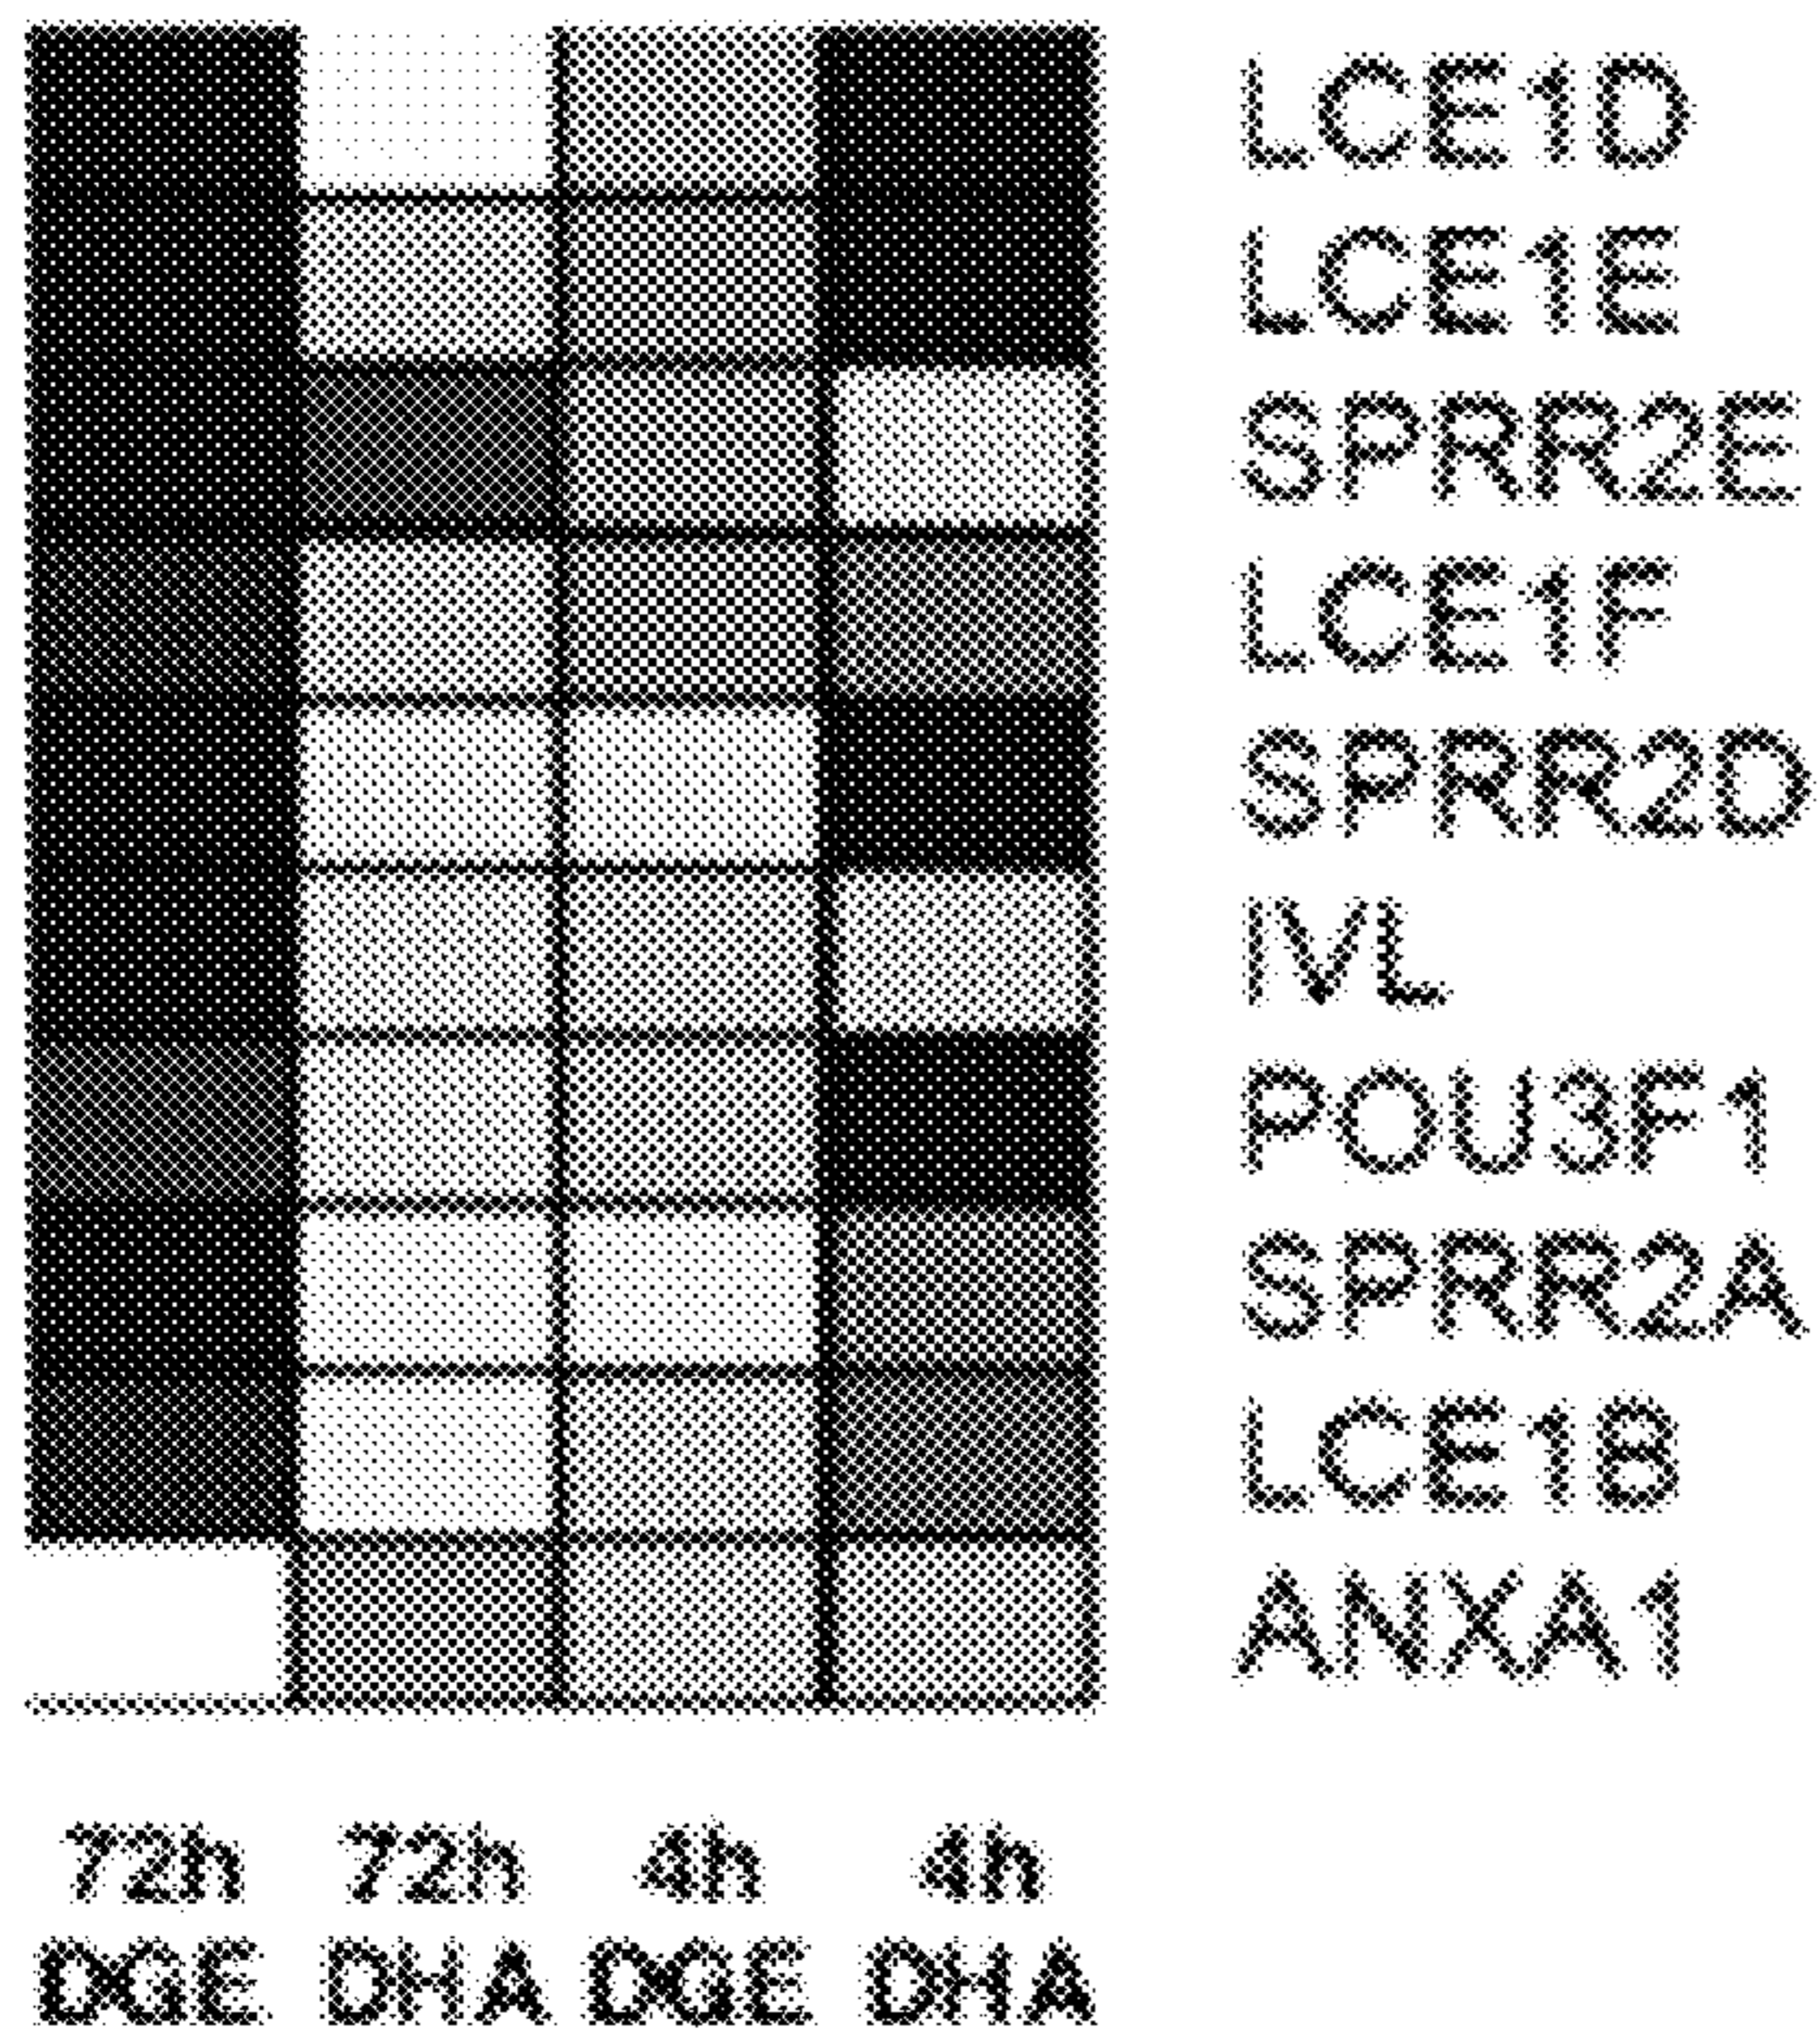 LCE1D
LCE1E
SPRR2E
LCE1F
SPRR2D
IVL
POU3F1
SPRR2A
LCE1B
ANXA1
72h 72h 4h 4h
DGE DHA DGE DHA